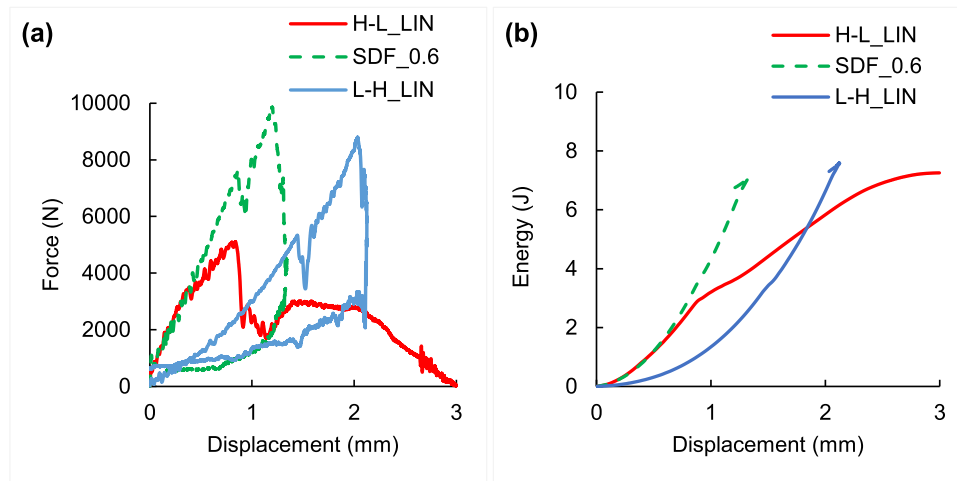 (a)
H-L_LIN
SDF_0.6
L-H_LIN
10000
8000
6000
4000
2000
0
Force (N)
0 1 2 3
Displacement (mm)
(b)
H-L_LIN
SDF_0.6
L-H_LIN
10
8
6
4
2
0
Energy (J)
0 1 2 3
Displacement (mm)